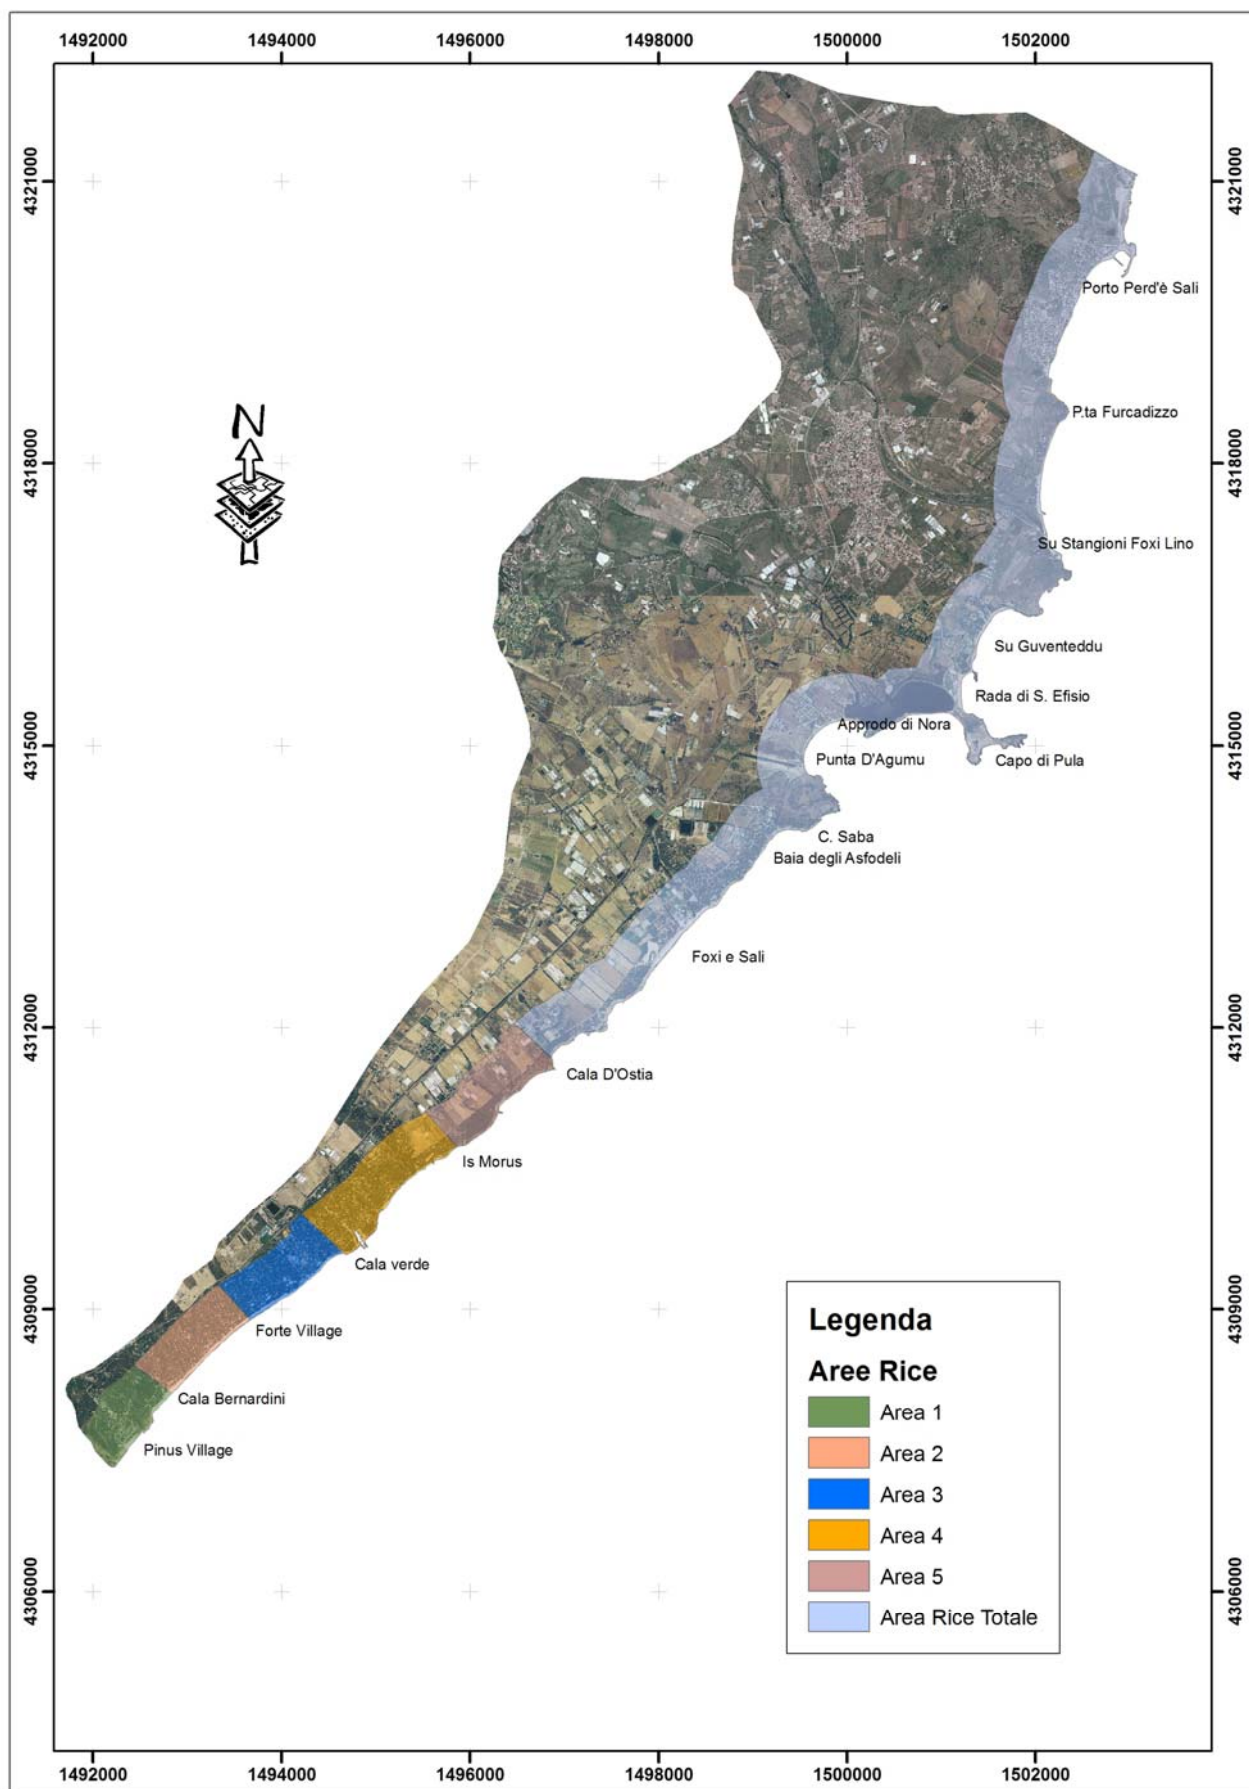 1492000 1494000 1496000 1498000 1500000 1502000
4321000 4321000
Porto Perd'è Sali
N
P.ta Furcadizzo
4318000 4318000
Su Stangioni Foxi Lino
Su Guventeddu
Rada di S. Efisio
Approdo di Nora
4315000 4315000
Punta D'Agumu
Capo di Pula
C. Saba
Baia degli Asfodeli
Foxi e Sali
4312000 4312000
Cala D'Ostia
Is Morus
Cala verde
4309000 4309000
Forte Village
Cala Bernardini
Pinus Village
Legenda
Aree Rice
Area 1
Area 2
Area 3
Area 4
Area 5
Area Rice Totale
4306000 4306000
1492000 1494000 1496000 1498000 1500000 1502000